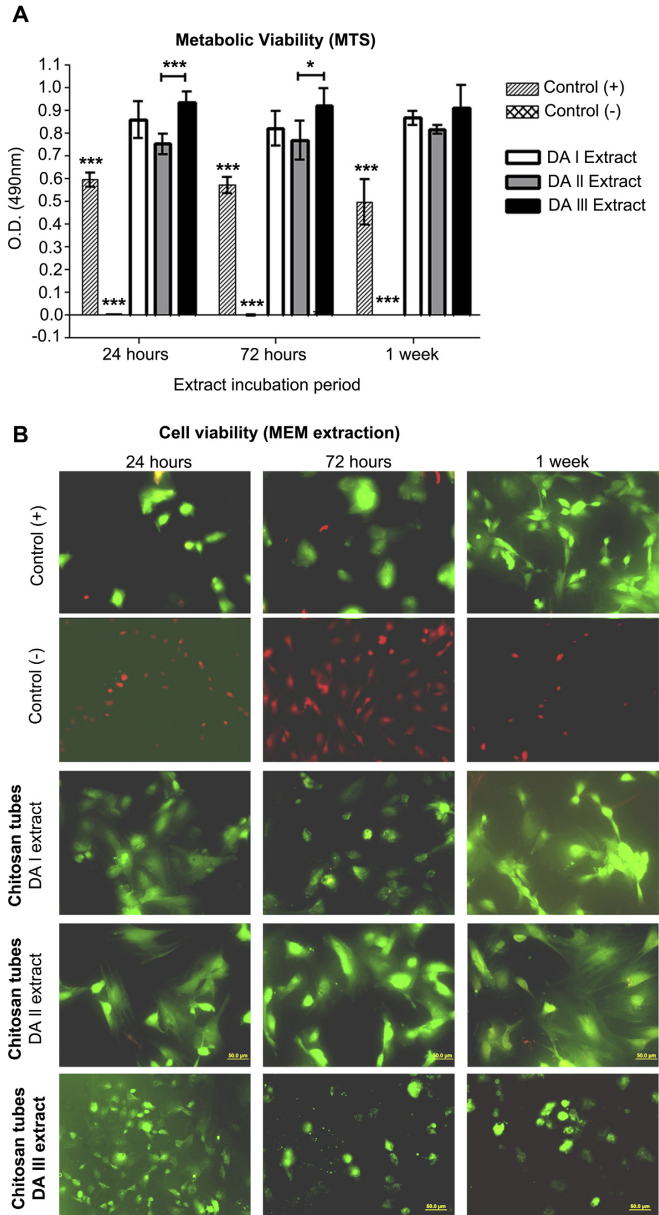 A
Metabolic Viability (MTS)
*** *
1.1
1.0
0.9
0.8
0.7
0.6
0.5
0.4
0.3
0.2
0.1
0.0
-0.1
O.D. (490nm)
*** *** ***
*** *** ***
24 hours 72 hours 1 week
Extract incubation period
Control (+)
Control (-)
DA I Extract
DA II Extract
DA III Extract
B
Cell viability (MEM extraction)
24 hours 72 hours 1 week
Control (+)
Control (-)
Chitosan tubes
DA I extract
Chitosan tubes
DA II extract
50.0 µm 50.0 µm 50.0 µm
Chitosan tubes
DA III extract
50.0 µm 50.0 µm